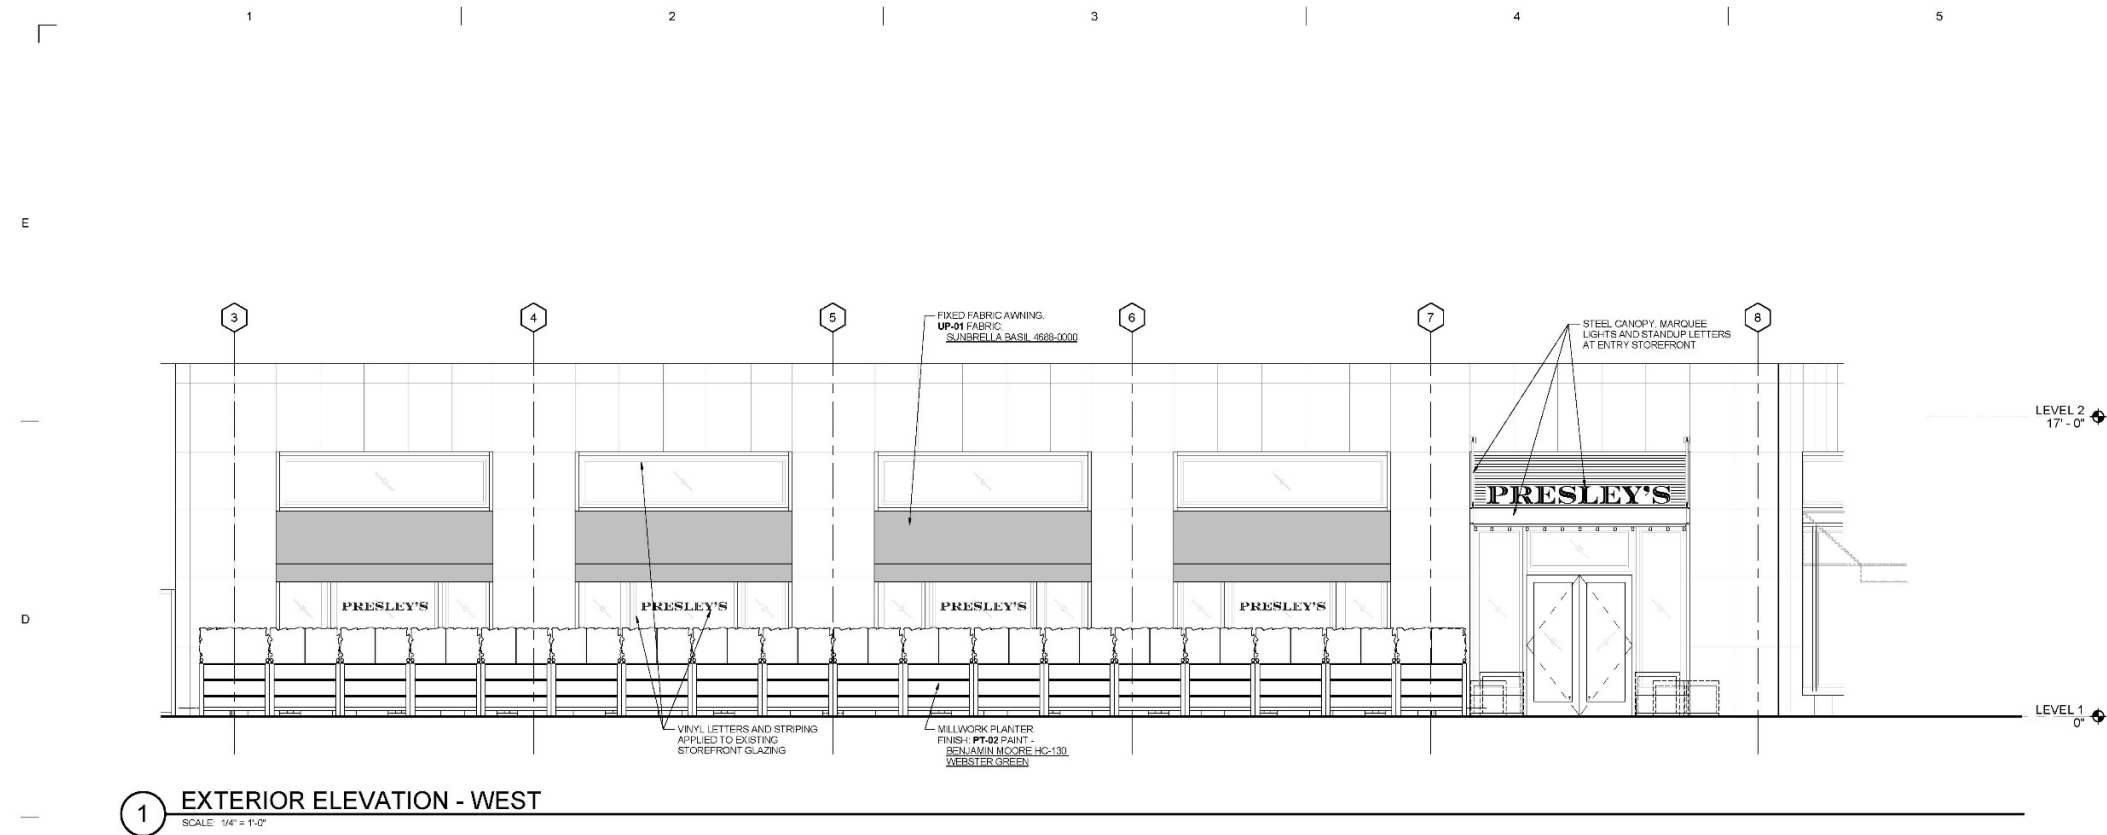 1
2
3
4
5
E
3
4
5
6
7
8
FIXED FABRIC AWNING.
UP-01 FABRIC:
SUNBRELLA BASIL 4688-0000
STEEL CANOPY, MARQUEE
LIGHTS AND STANDUP LETTERS
AT ENTRY STOREFRONT
LEVEL 2
17' - 0"
PRESLEY'S
PRESLEY'S
PRESLEY'S
PRESLEY'S
PRESLEY'S
D
LEVEL 1
0"
VINYL LETTERS AND STRIPING
APPLIED TO EXISTING
STOREFRONT GLAZING
MILLWORK PLANTER
FINISH: PT-02 PAINT -
BENJAMIN MOORE HC-130
WEBSTER GREEN
1
EXTERIOR ELEVATION - WEST
SCALE: 1/4" = 1'-0"